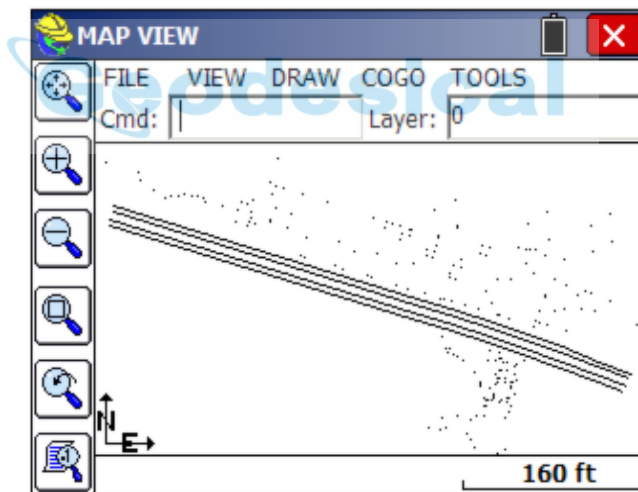 MAP VIEW
FILE VIEW DRAW COGO TOOLS
Geodesical
Cmd: Layer: 0
N
E
160 ft